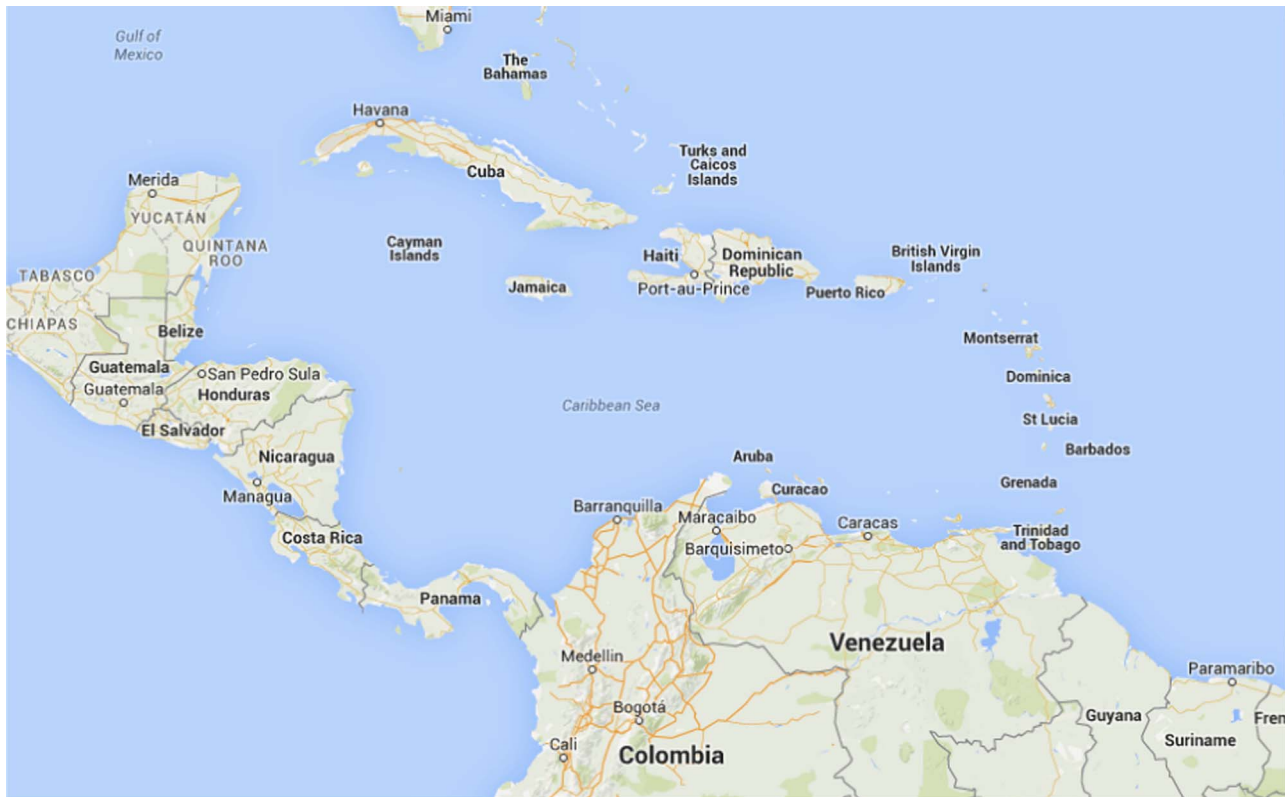 Miami
Gulf of
Mexico
The
Bahamas
Havana
Turks and
Caicos
Islands
Cuba
Merida
YUCATÁN
QUINTANA
ROO
Cayman
Islands
Haiti
Dominican
Republic
British Virgin
Islands
TABASCO
Jamaica
Port-au-Prince
Puerto Rico
CHIAPAS
Belize
Montserrat
Guatemala
San Pedro Sula
Dominica
Guatemala
Honduras
Caribbean Sea
St Lucia
El Salvador
Barbados
Nicaragua
Aruba
Grenada
Curacao
Managua
Barranquilla
Maracaibo
Caracas
Costa Rica
Trinidad
and Tobago
Barquisimeto
Panama
Venezuela
Medellin
Paramaribo
Bogotá
Guyana
Fren
Cali
Colombia
Suriname